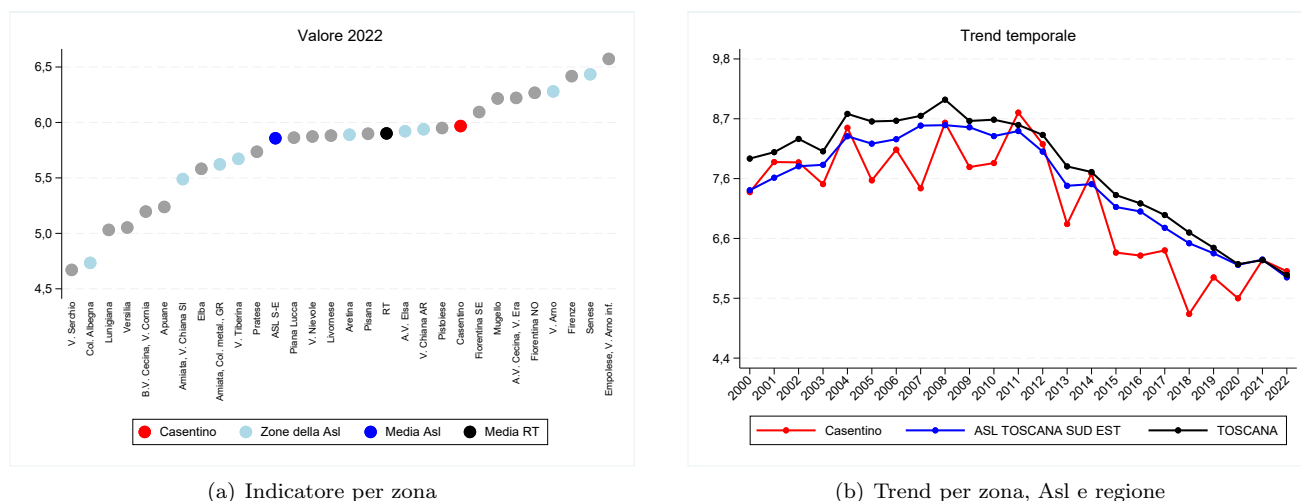 Valore 2022
6,5
6,0
5,5
5,0
4,5
V. Serchio
Col. Albegna
Lunigiana
Versilia
B.V. Cecina, V. Cornia
Apuane
Amiata, V. Chiana SI
Elba
Amiata, Col. metal., GR
V. Tiberina
Pratese
ASL S-E
Piana Lucca
V. Nievole
Livornese
Aretina
Pisana
RT
A.V. Elsa
V. Chiana AR
Pistoiese
Casentino
Fiorentina SE
Mugello
A.V. Cecina, V. Era
Fiorentina NO
V. Arno
Firenze
Senese
Empolese, V. Arno inf.
Casentino Zone della Asl Media Asl Media RT
(a) Indicatore per zona
Trend temporale
9,8
8,7
7,6
6,6
5,5
4,4
2000 2001 2002 2003 2004 2005 2006 2007 2008 2009 2010 2011 2012 2013 2014 2015 2016 2017 2018 2019 2020 2021 2022
Casentino ASL TOSCANA SUD EST TOSCANA
(b) Trend per zona, Asl e regione